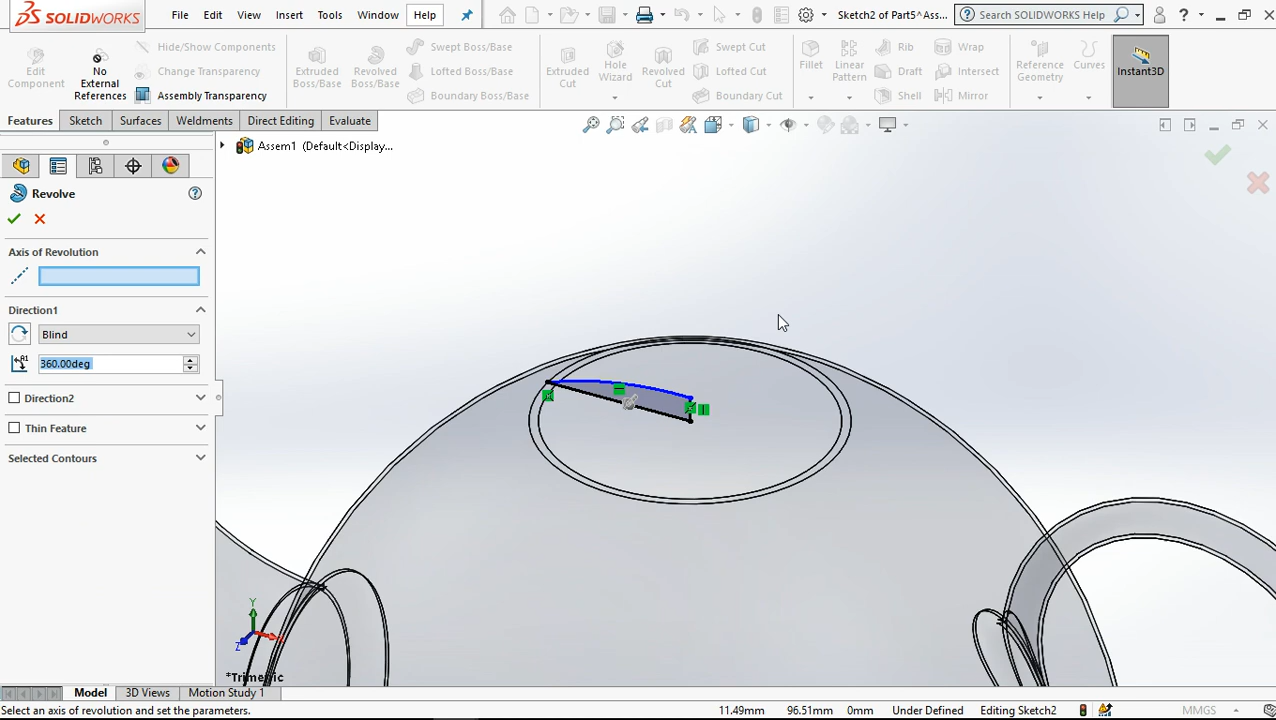 SOLIDWORKS File Edit View Insert Tools Window Help Sketch2 of Part5^Ass... Search SOLIDWORKS Help ?
Edit Component
No External References
Hide/Show Components
Change Transparency
Assembly Transparency
Extruded Boss/Base
Revolved Boss/Base
Swept Boss/Base
Lofted Boss/Base
Boundary Boss/Base
Extruded Cut
Hole Wizard
Revolved Cut
Swept Cut
Lofted Cut
Boundary Cut
Fillet
Linear Pattern
Rib
Draft
Shell
Wrap
Intersect
Mirror
Reference Geometry
Curves
Instant3D
Features Sketch Surfaces Weldments Direct Editing Evaluate
Assem1 (Default<Display...
Revolve
Axis of Revolution
Direction1
Blind
360.00deg
Direction2
Thin Feature
Selected Contours
Y
Z
*Trimetric
Model 3D Views Motion Study 1
Select an axis of revolution and set the parameters. 11.49mm 96.51mm 0mm Under Defined Editing Sketch2 MMGS